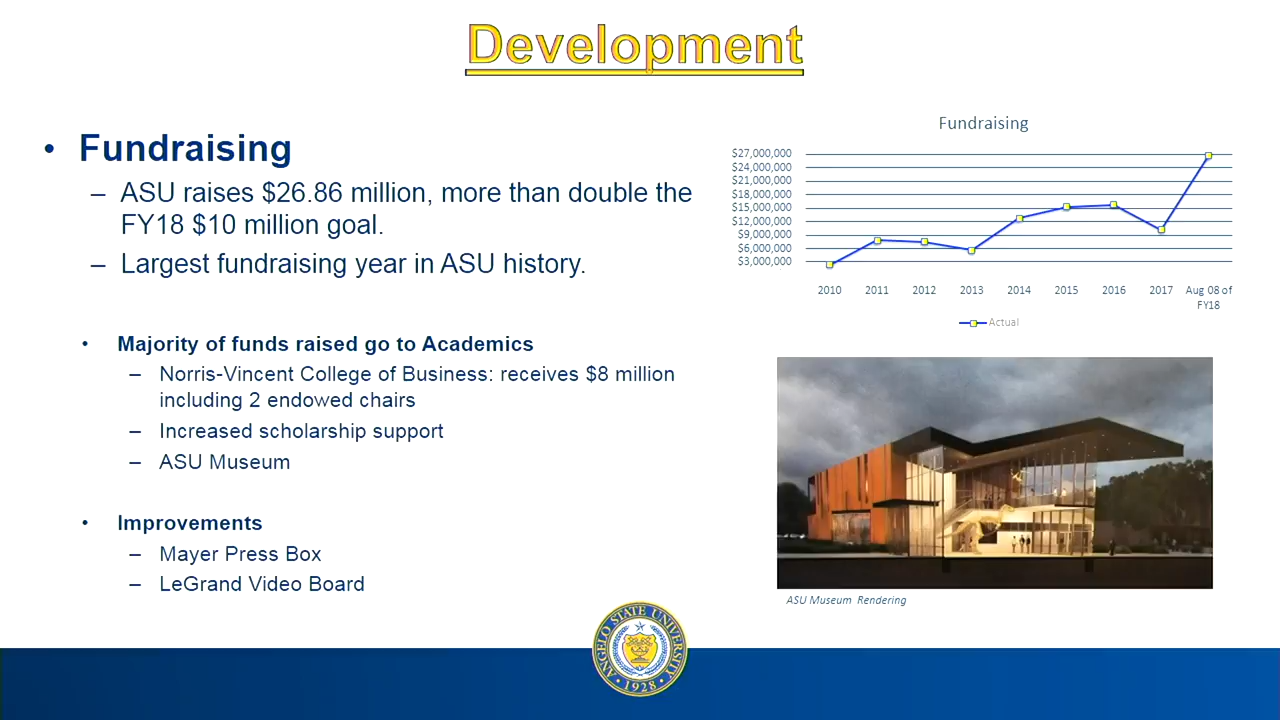 Development
• Fundraising
– ASU raises $26.86 million, more than double the
FY18 $10 million goal.
– Largest fundraising year in ASU history.
• Majority of funds raised go to Academics
– Norris-Vincent College of Business: receives $8 million
including 2 endowed chairs
– Increased scholarship support
– ASU Museum
• Improvements
– Mayer Press Box
– LeGrand Video Board
Fundraising
$27,000,000
$24,000,000
$21,000,000
$18,000,000
$15,000,000
$12,000,000
$9,000,000
$6,000,000
$3,000,000
2010 2011 2012 2013 2014 2015 2016 2017 Aug 08 of
FY18
Actual
ASU Museum Rendering
ANGELO STATE UNIVERSITY
• 1928 •